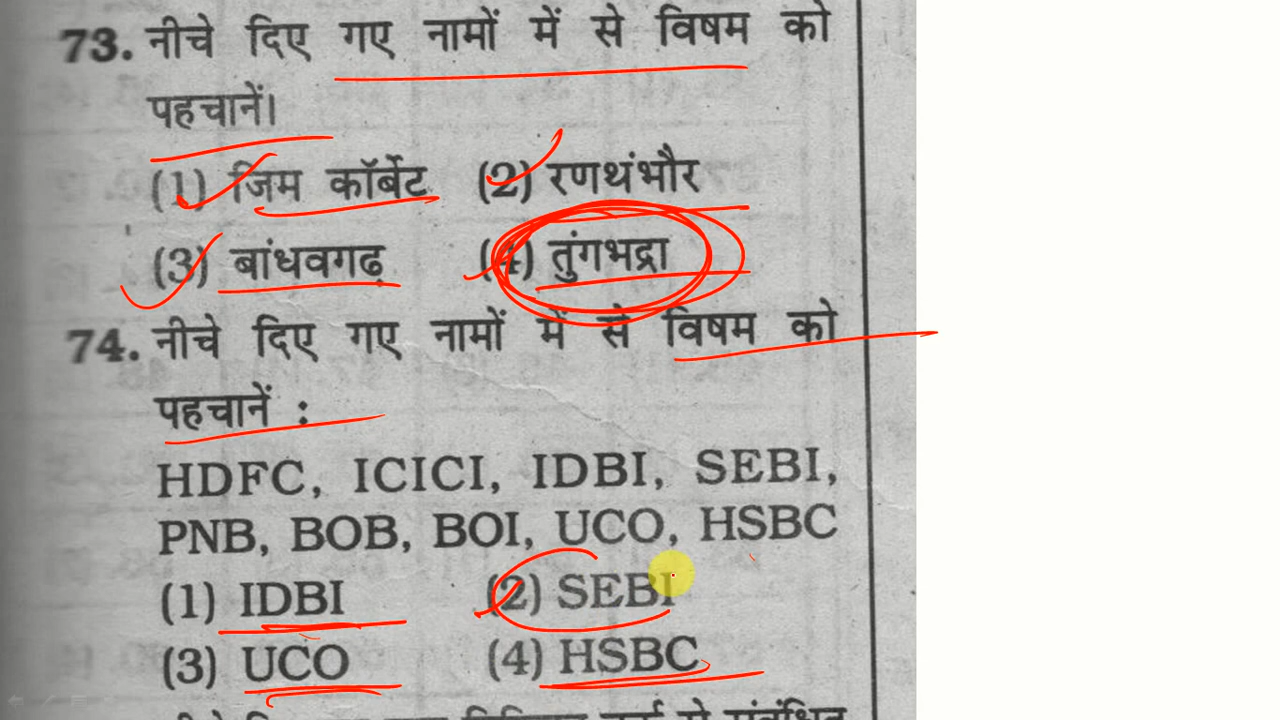 73. नीचे दिए गए नामों में से विषम को
पहचानें।
(1) जिम कॉर्बेट (2) रणथंभौर
(3) बांधवगढ़ (4) तुंगभद्रा
74. नीचे दिए गए नामों में से विषम को
पहचानें :
HDFC, ICICI, IDBI, SEBI,
PNB, BOB, BOI, UCO, HSBC
(1) IDBI (2) SEBI
(3) UCO (4) HSBC